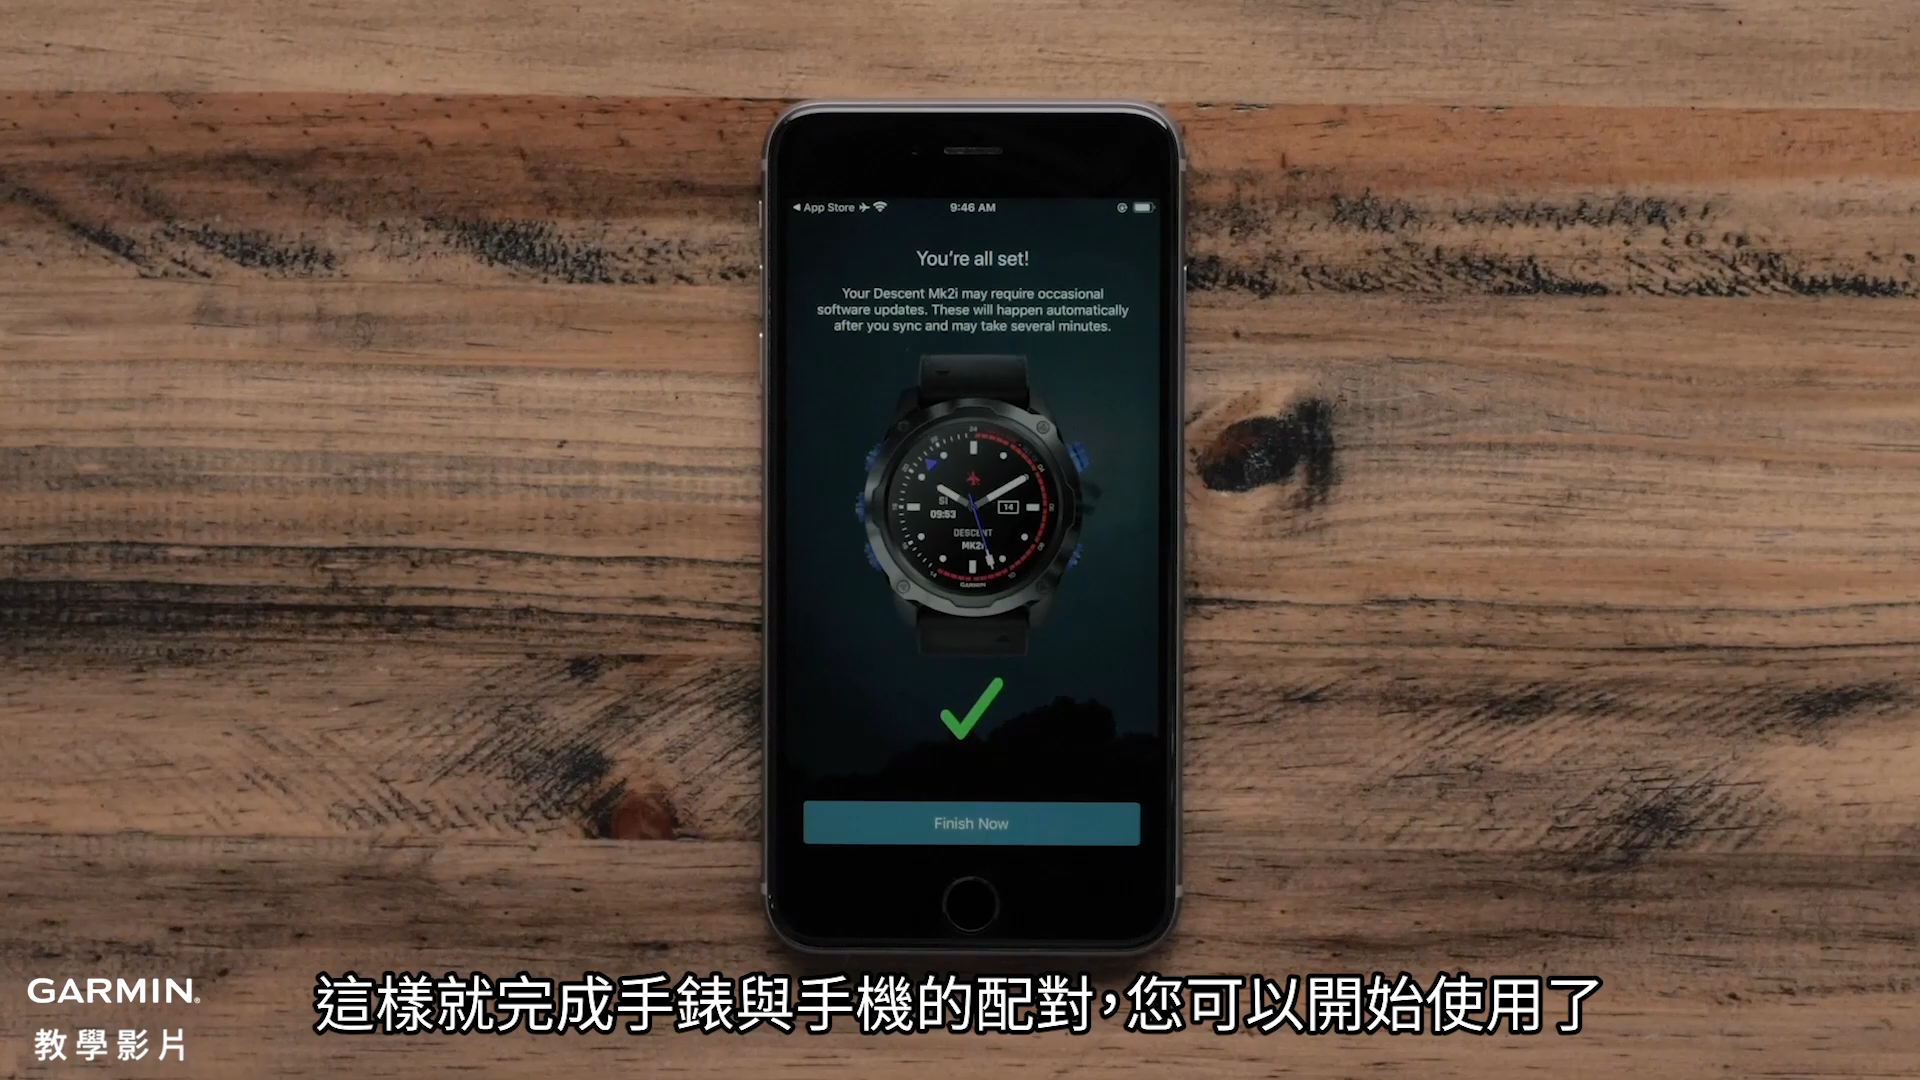 App Store
9:46 AM
You're all set!
Your Descent Mk2i may require occasional
software updates. These will happen automatically
after you sync and may take several minutes.
24
SI
09:53
14
DESCENT
MK2i
GARMIN
Finish Now
這樣就完成手錶與手機的配對,您可以開始使用了
GARMIN
教學影片